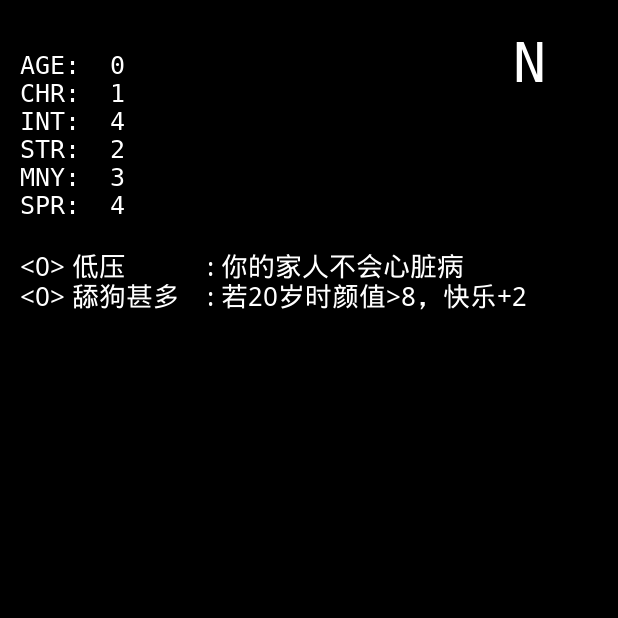 N
AGE: 0
CHR: 1
INT: 4
STR: 2
MNY: 3
SPR: 4
<O> 低压 : 你的家人不会心脏病
<O> 舔狗甚多 : 若20岁时颜值>8，快乐+2